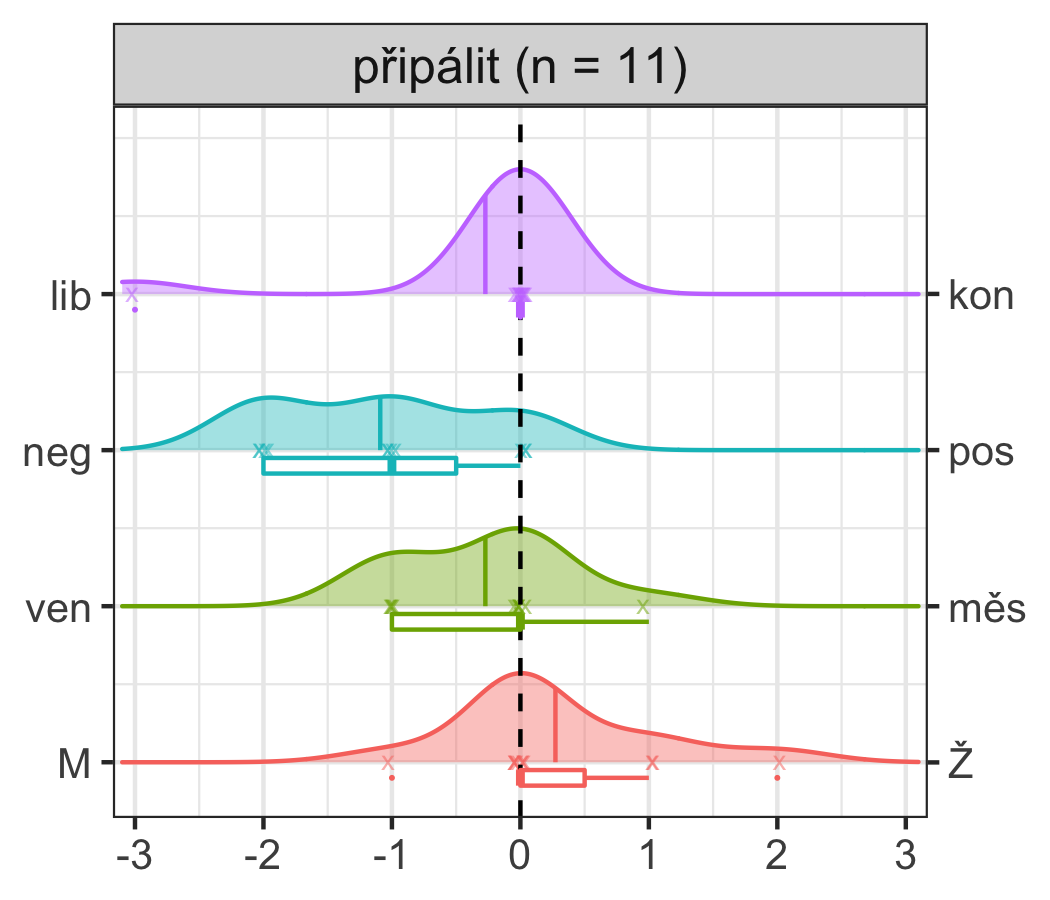 připálit (n = 11)
lib kon
neg pos
ven měs
M Ž
-3 -2 -1 0 1 2 3